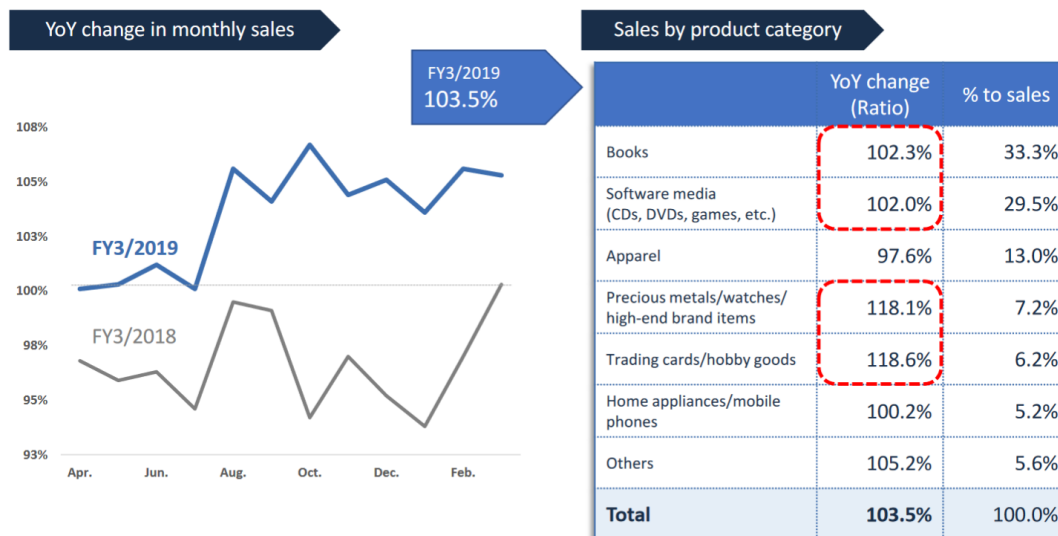 YoY change in monthly sales
FY3/2019
103.5%
108%
105%
103%
100%
98%
95%
93%
FY3/2019
FY3/2018
Apr. Jun. Aug. Oct. Dec. Feb.
Sales by product category
YoY change (Ratio) % to sales
Books 102.3% 33.3%
Software media
(CDs, DVDs, games, etc.) 102.0% 29.5%
Apparel 97.6% 13.0%
Precious metals/watches/
high-end brand items 118.1% 7.2%
Trading cards/hobby goods 118.6% 6.2%
Home appliances/mobile
phones 100.2% 5.2%
Others 105.2% 5.6%
Total 103.5% 100.0%